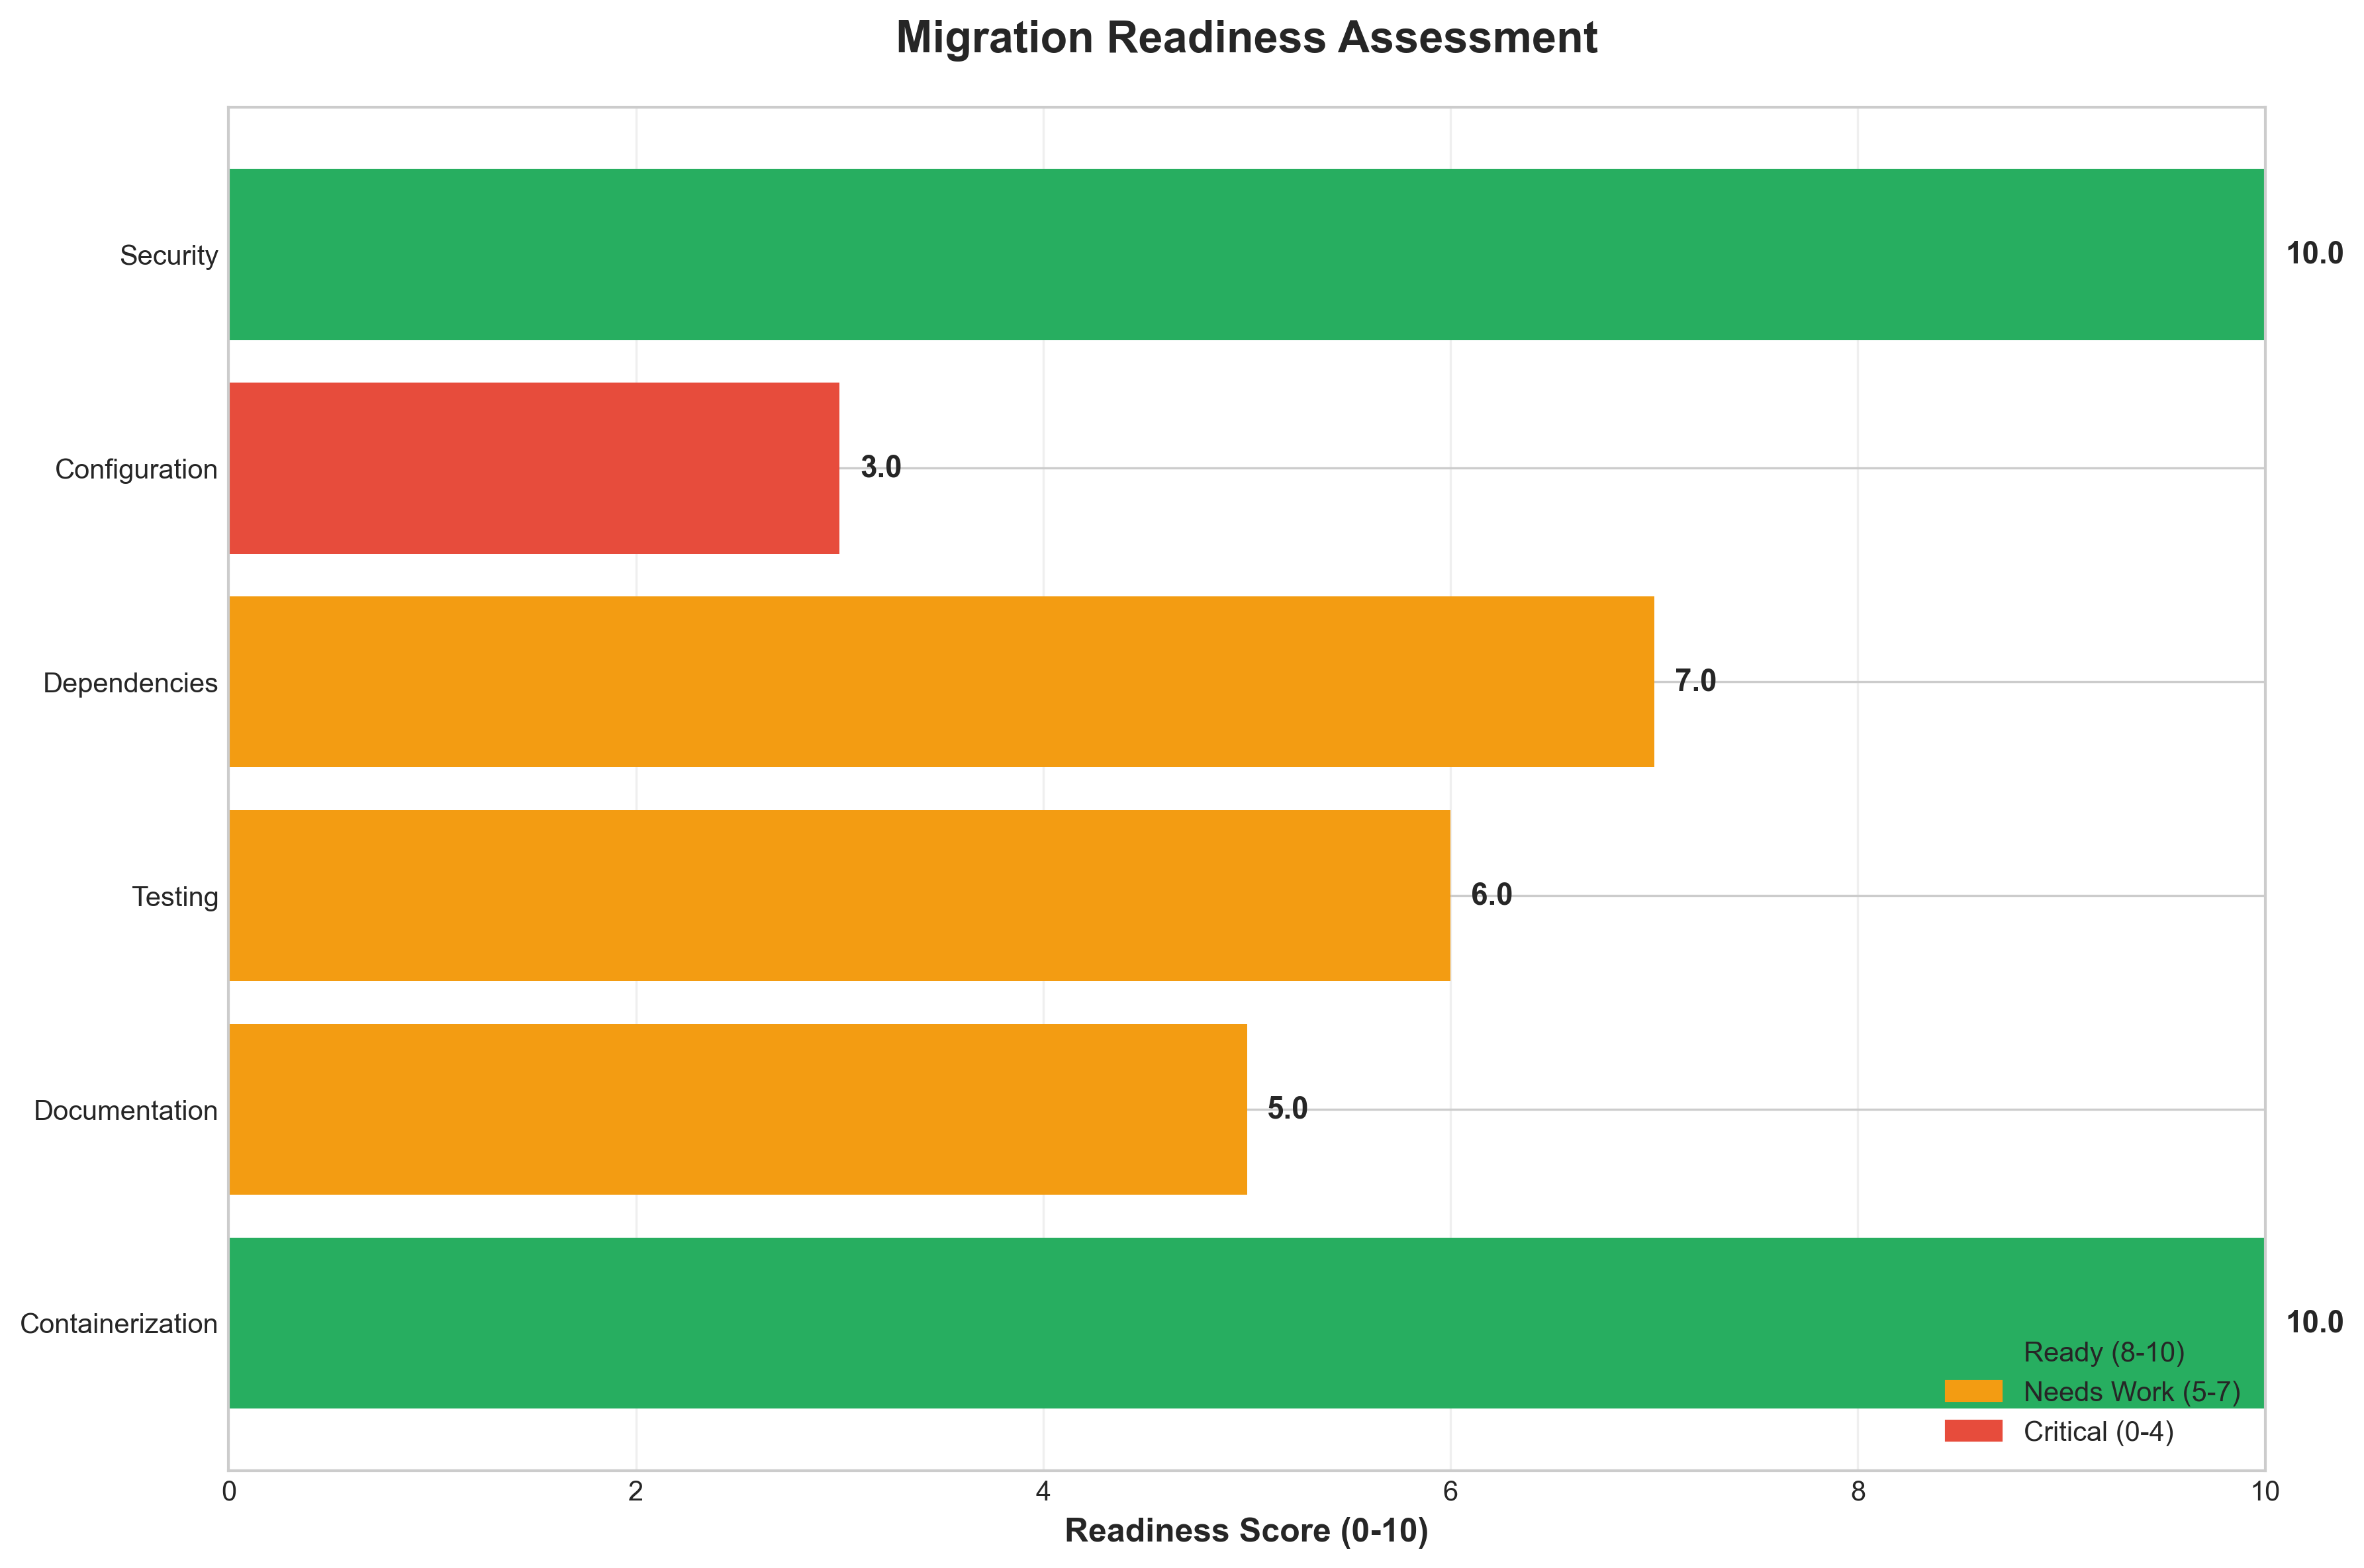 Migration Readiness Assessment
Security
10.0
Configuration
3.0
Dependencies
7.0
Testing
6.0
Documentation
5.0
Containerization
10.0
Ready (8-10)
Needs Work (5-7)
Critical (0-4)
0 2 4 6 8 10
Readiness Score (0-10)